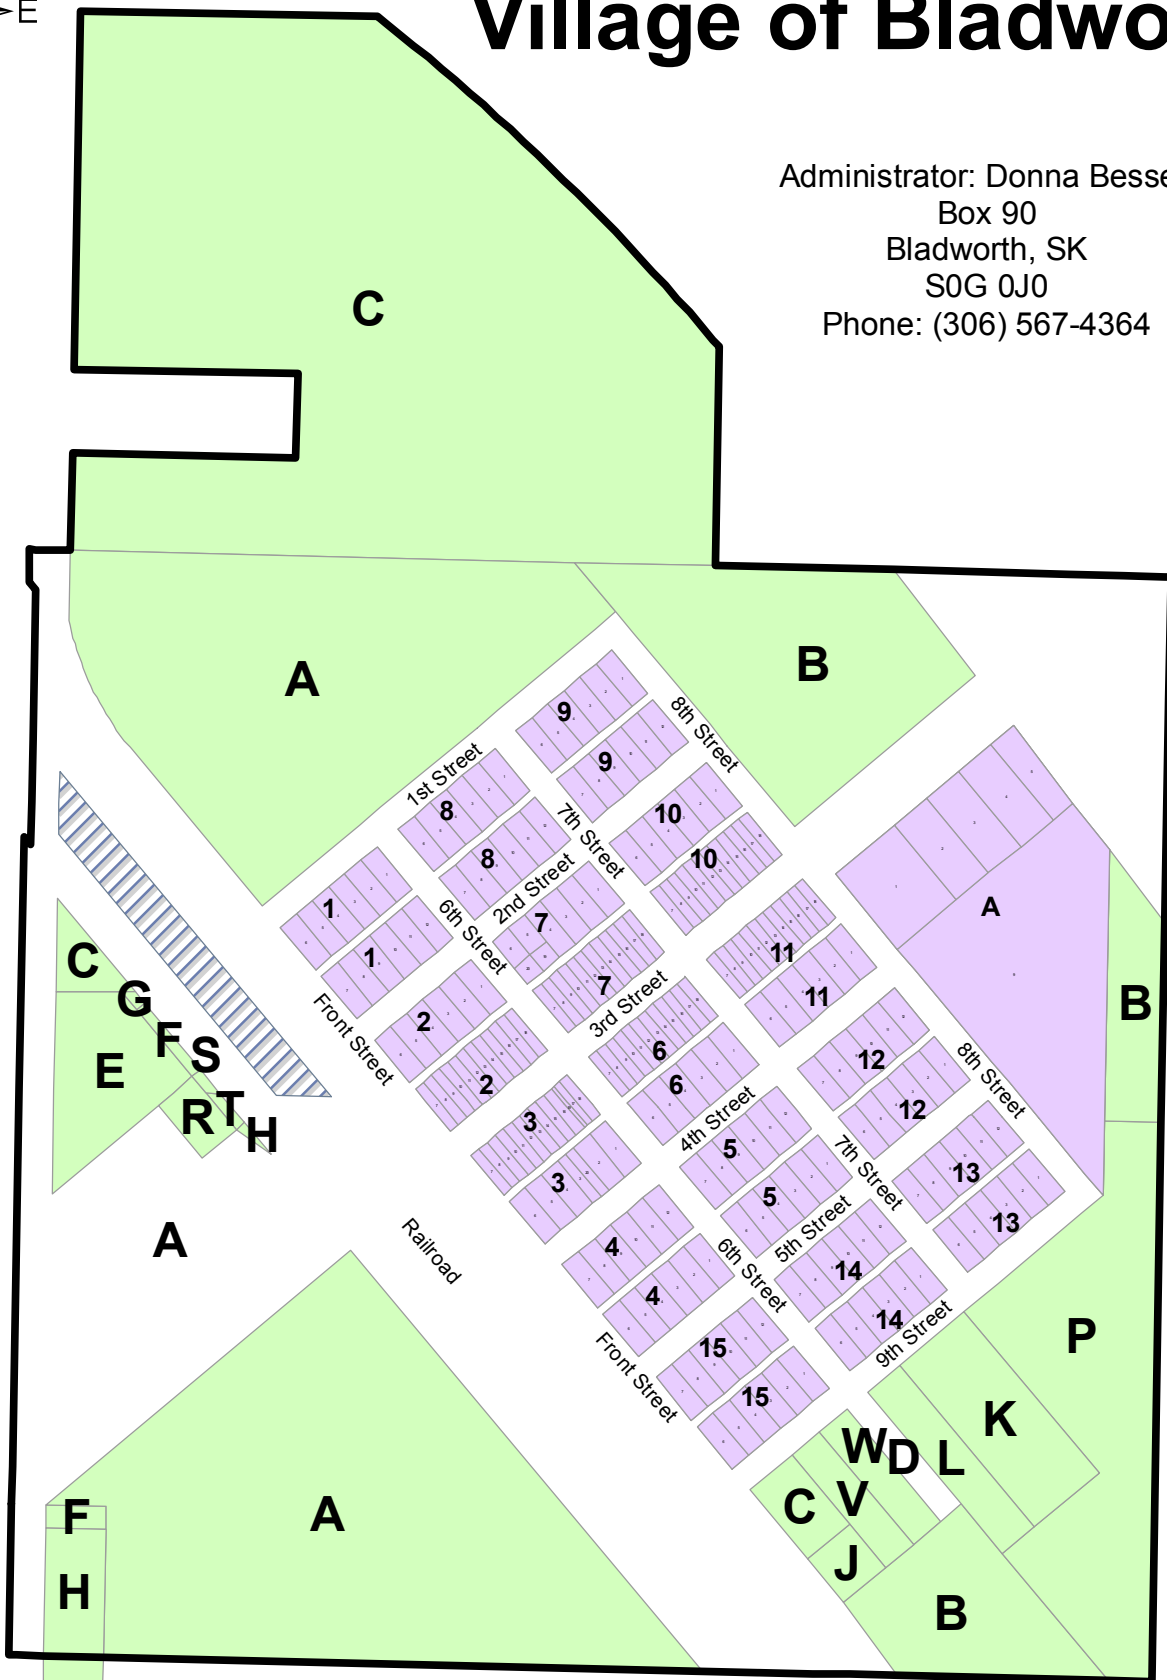 E
Village of Bladwo
Administrator: Donna Besse
Box 90
Bladworth, SK
S0G 0J0
Phone: (306) 567-4364
C
A
B
9
8th Street
9
1st Street
8
10
7th Street
10
8
2nd Street
1
7
6th Street
A
11
1
C
7
11
G
3rd Street
B
2
Front Street
F
S
6
12
8th Street
E
2
6
R
T
H
3
4th Street
12
5
7th Street
3
5
13
13
A
Railroad
4
6th Street
5th Street
14
4
14
9th Street
P
15
Front Street
15
K
W
D
L
C
V
F
A
J
H
B